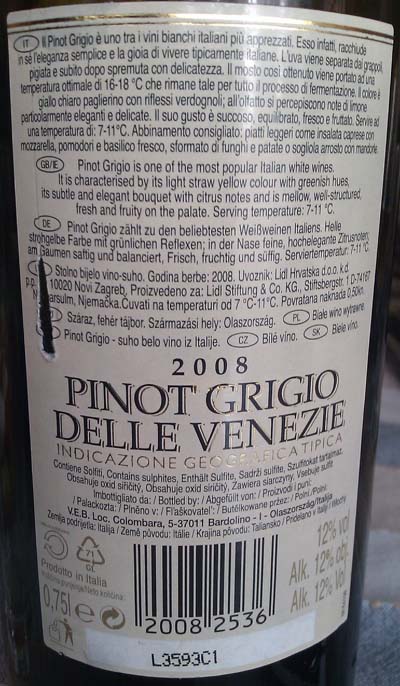 IT Il Pinot Grigio è uno tra i vini bianchi italiani più apprezzati. Esso infatti, racchiude
in sé l'eleganza semplice e la gioia di vivere tipicamente italiane. L'uva viene separata dai grappoli,
pigiata e subito dopo spremuta con delicatezza. Il mosto così ottenuto viene portato ad una
temperatura ottimale di 16-18 °C che rimane tale per tutto il processo di fermentazione. Il colore è
giallo chiaro paglierino con riflessi verdognoli; all'olfatto si percepiscono note di limone
particolarmente eleganti e delicate. Il suo gusto è succoso, equilibrato, fresco e fruttato. Servire ad
una temperatura di: 7-11°C. Abbinamento consigliato: piatti leggeri come insalata caprese con
mozzarella, pomodori e basilico fresco, sformato di funghi e patate o sogliola arrosto con mandorle.
GB/IE Pinot Grigio is one of the most popular Italian white wines.
It is characterised by its light straw yellow colour with greenish hues,
its subtle and elegant bouquet with citrus notes and is mellow, well-structured,
fresh and fruity on the palate. Serving temperature: 7-11 °C.
DE Pinot Grigio zählt zu den beliebtesten Weißweinen Italiens. Helle
strohgelbe Farbe mit grünlichen Reflexen; in der Nase feine, hochelegante Zitrusnoten;
am Gaumen saftig und balanciert, Frisch, fruchtig und süffig. Serviertemperatur: 7-11 °C.
Stolno bijelo vino-suho. Godina berbe: 2008. Uvoznik: Lidl Hrvatska d.o.o. k.d.
p.p. 10020 Novi Zagreb, Proizvedeno za: Lidl Stiftung & Co. KG., Stiftsbergstr. 1 D-74167
Neckarsulm, Njemačka.Čuvati na temperaturi od 7 °C-11°C. Povratana naknada 0,50kn.
Száraz, fehér tájbor. Származási hely: Olaszország. PL Białe wino wytrawne.
Pinot Grigio - suho belo vino iz Italije. CZ Bílé víno. SK Biele víno.
2008
PINOT GRIGIO
DELLE VENEZIE
INDICAZIONE GEOGRAFICA TIPICA
Contiene Solfiti, Contains sulphites, Enthält Sulfite, Sadrži sulfite, Szulfitokat tartalmaz.
Obsahuje oxid siřičitý, Obsahuje oxid siričitý, Zawiera siarczyny. Vsebuje sulfit
Imbottigliato da: / Bottled by: / Abgefüllt von: / Proizvodi i puni:
/ Palackozta: / Plněno v: / Fľaškovateľ: / Butelkowane przez: / Polni:
V.E.B. Loc. Colombara, 5-37011 Bardolino - I - Olaszország/Italija
Zemlja podrijetla: Italija / Země původu: Itálie / Krajina pôvodu: Taliansko / Pridelano v Italiji / Włochy
71
GL
Prodotto in Italia
0,75l e
12% vol
Alk. 12% obj.
Alk. 12% Vol
2008 2536
L3593C1